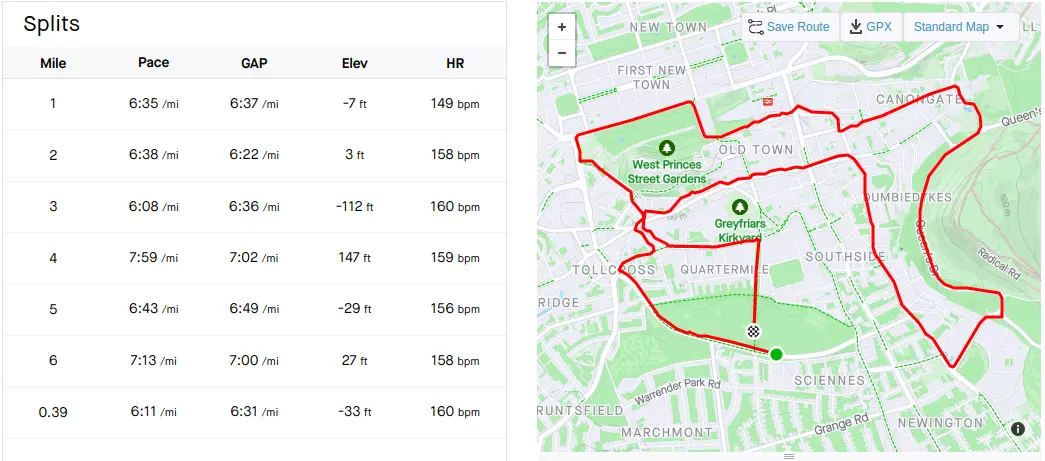 Splits
Mile Pace GAP Elev HR
1 6:35 /mi 6:37 /mi -7 ft 149 bpm
2 6:38 /mi 6:22 /mi 3 ft 158 bpm
3 6:08 /mi 6:36 /mi -112 ft 160 bpm
4 7:59 /mi 7:02 /mi 147 ft 159 bpm
5 6:43 /mi 6:49 /mi -29 ft 156 bpm
6 7:13 /mi 7:00 /mi 27 ft 158 bpm
0.39 6:11 /mi 6:31 /mi -33 ft 160 bpm
+
−
Save Route
GPX
Standard Map
NEW TOWN
FIRST NEW
TOWN
CANONGATE
Queen's
OLD TOWN
West Princes
Street Gardens
DUMBIEDYKES
120 m
Greyfriars
Kirkyard
Queen's D
Radical Rd
SOUTHSIDE
TOLLCROSS
QUARTERMILE
RIDGE
SCIENNES
Warrender Park Rd
RUNTSFIELD
MARCHMONT
Grange Rd
NEWINGTON